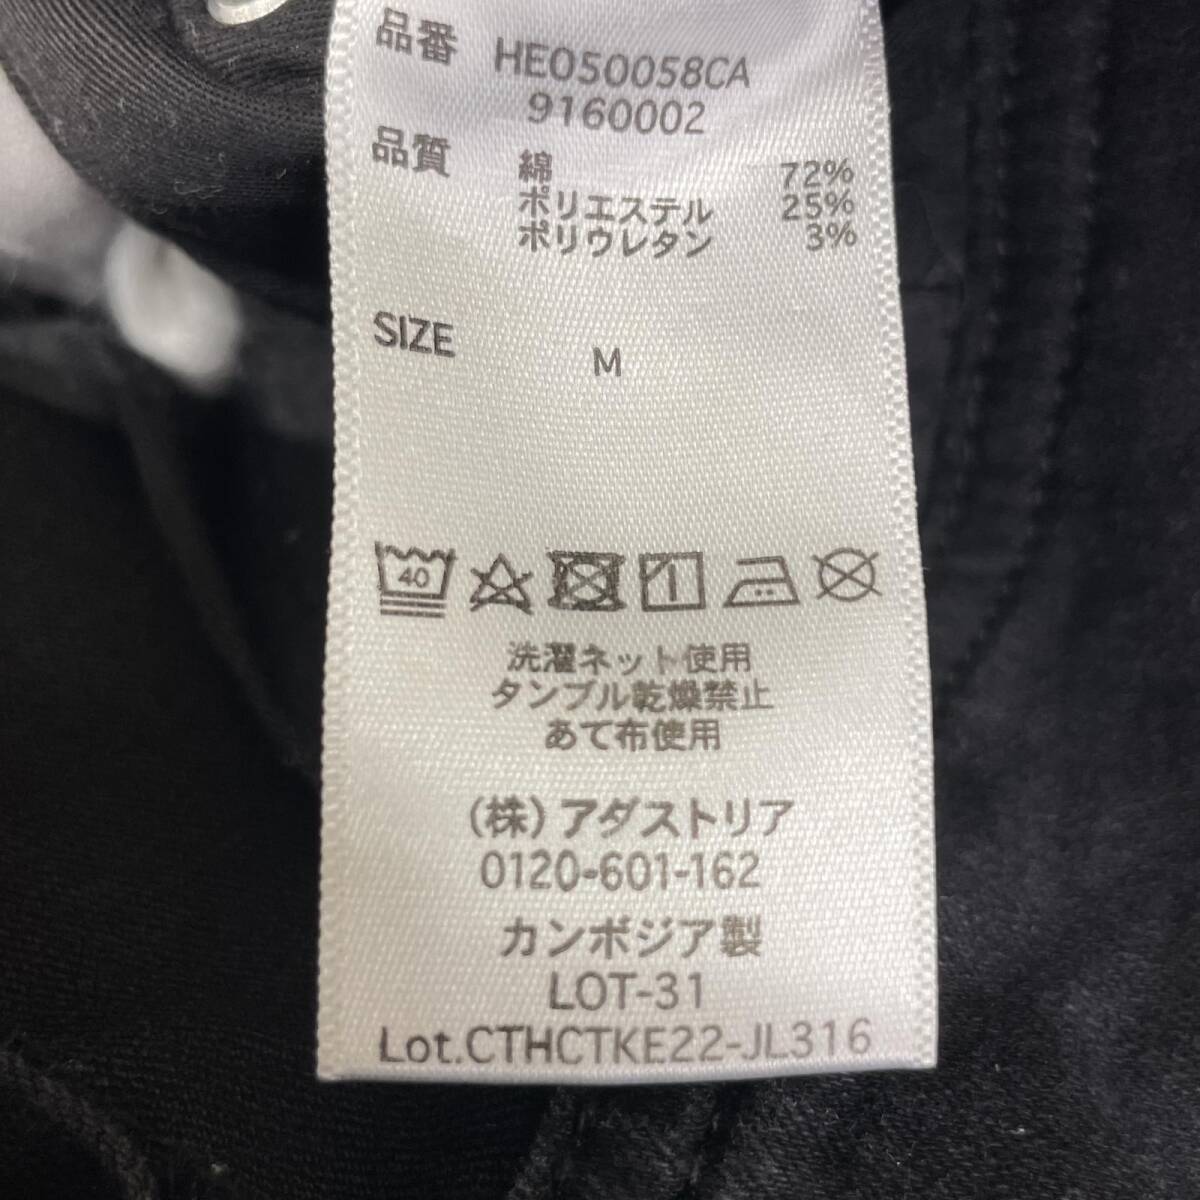 品番 HE050058CA
9160002
品質 綿 72%
ポリエステル 25%
ポリウレタン 3%
SIZE M
40
洗濯ネット使用
タンブル乾燥禁止
あて布使用
(株)アダストリア
0120-601-162
カンボジア製
LOT-31
Lot.CTHCTKE22-JL316